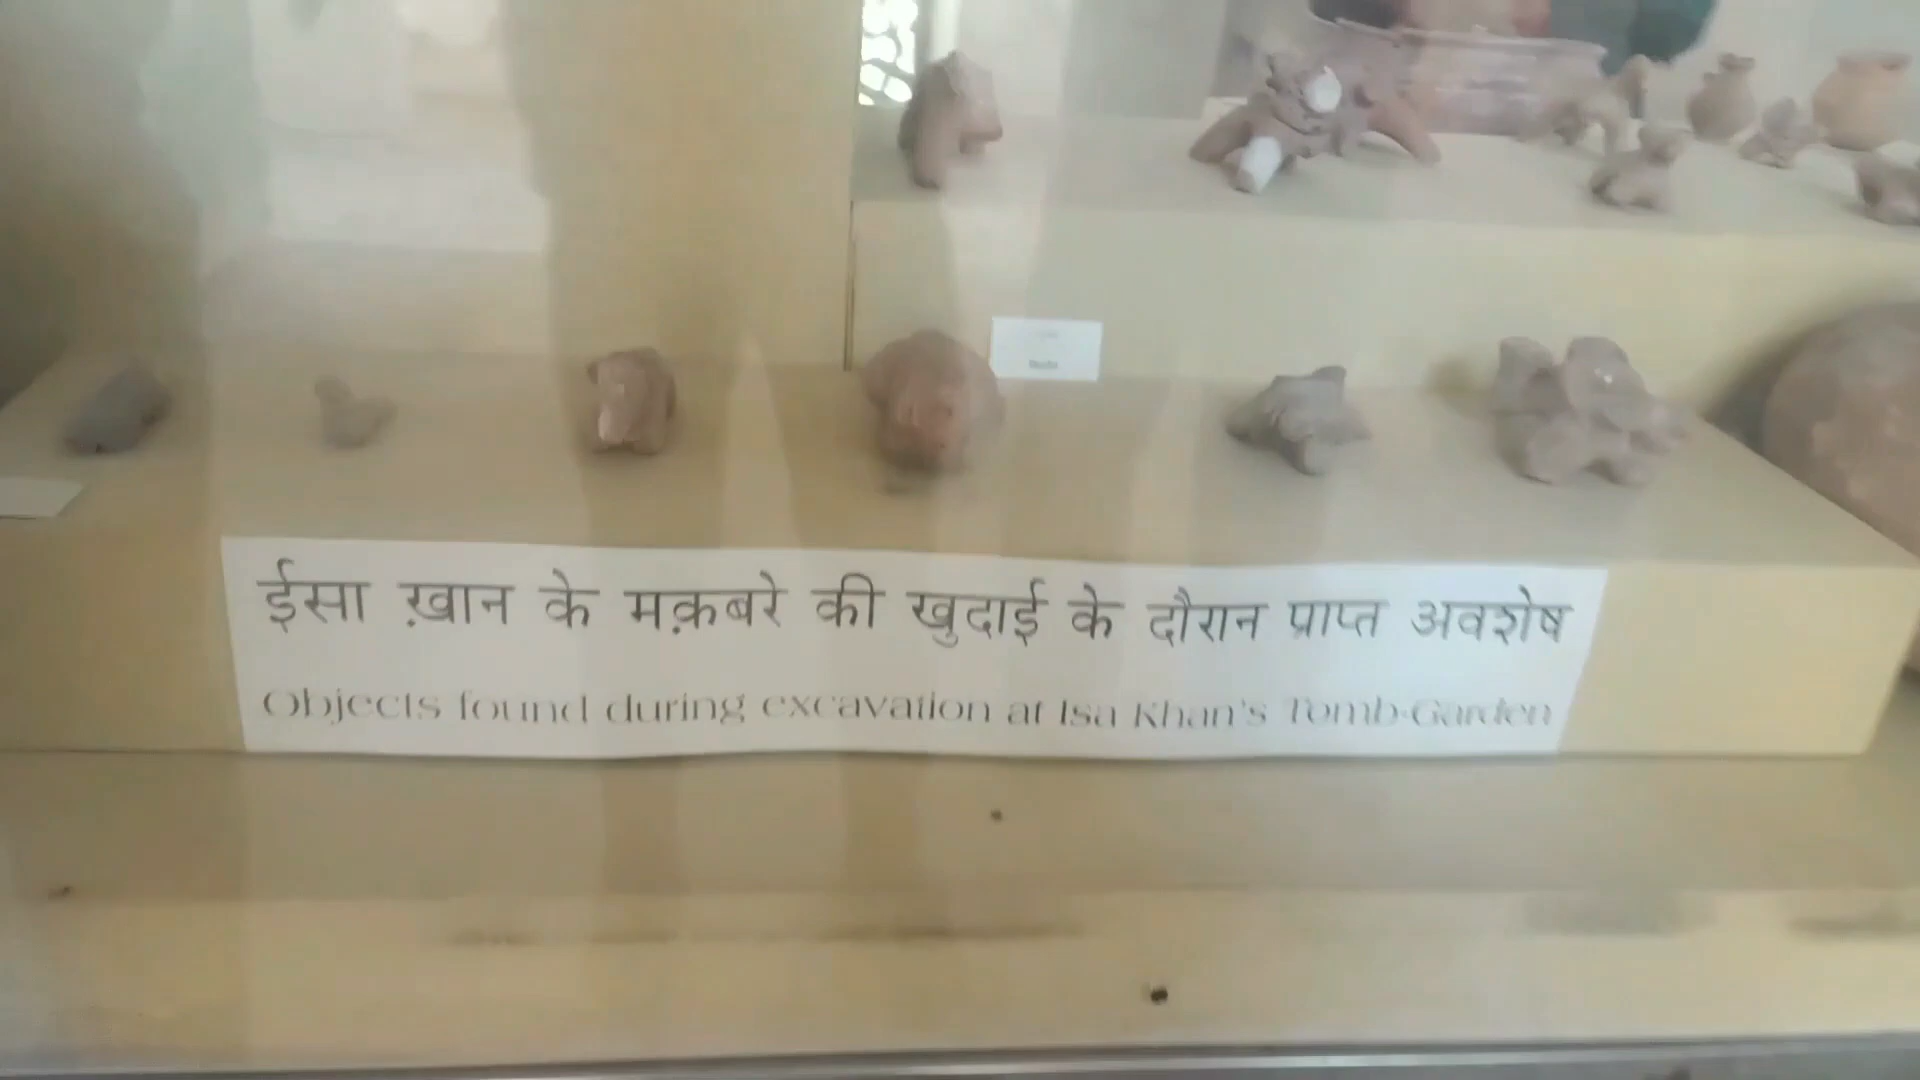 ईसा ख़ान के मक़बरे की खुदाई के दौरान प्राप्त अवशेष
Objects found during excavation at Isa Khan's Tomb-Garden